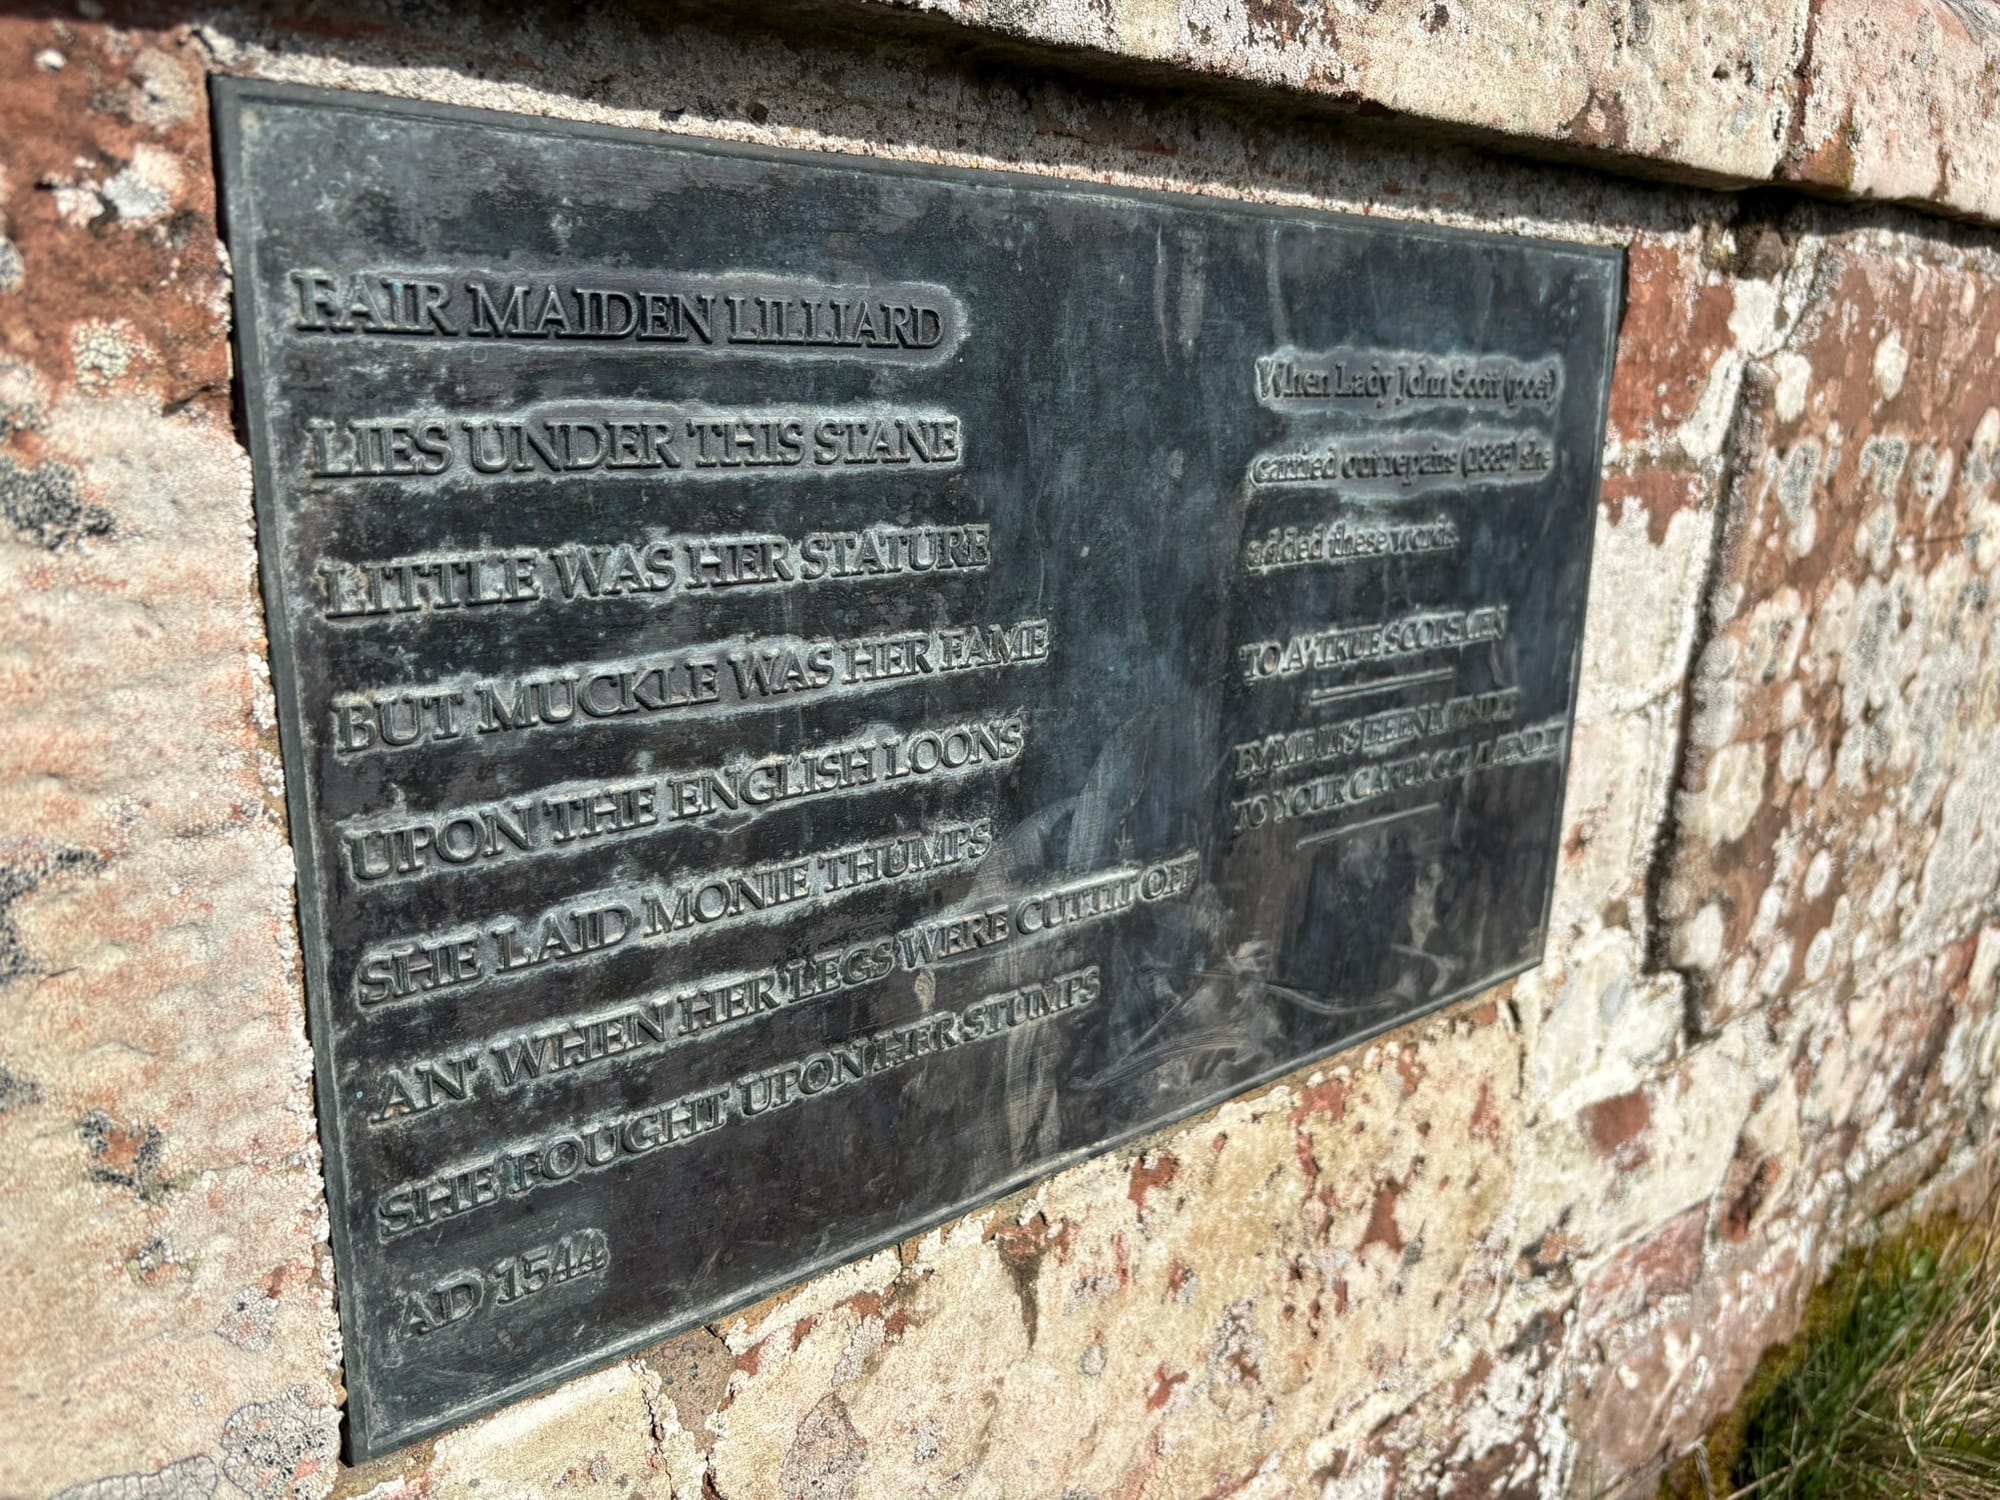 FAIR MAIDEN LILLIARD
LIES UNDER THIS STANE
LITTLE WAS HER STATURE
BUT MUCKLE WAS HER FAME
UPON THE ENGLISH LOONS
SHE LAID MONIE THUMPS
AN' WHEN HER LEGS WERE CUTTIT OFF
SHE FOUGHT UPON HER STUMPS
AD 1544
When Lady John Scott (poet)
carried out repairs (1885) she
added these words
TO A' TRUE SCOTSMEN
BY ME IT'S BEEN MENDIT
TO YOUR CARE I COMMEND IT